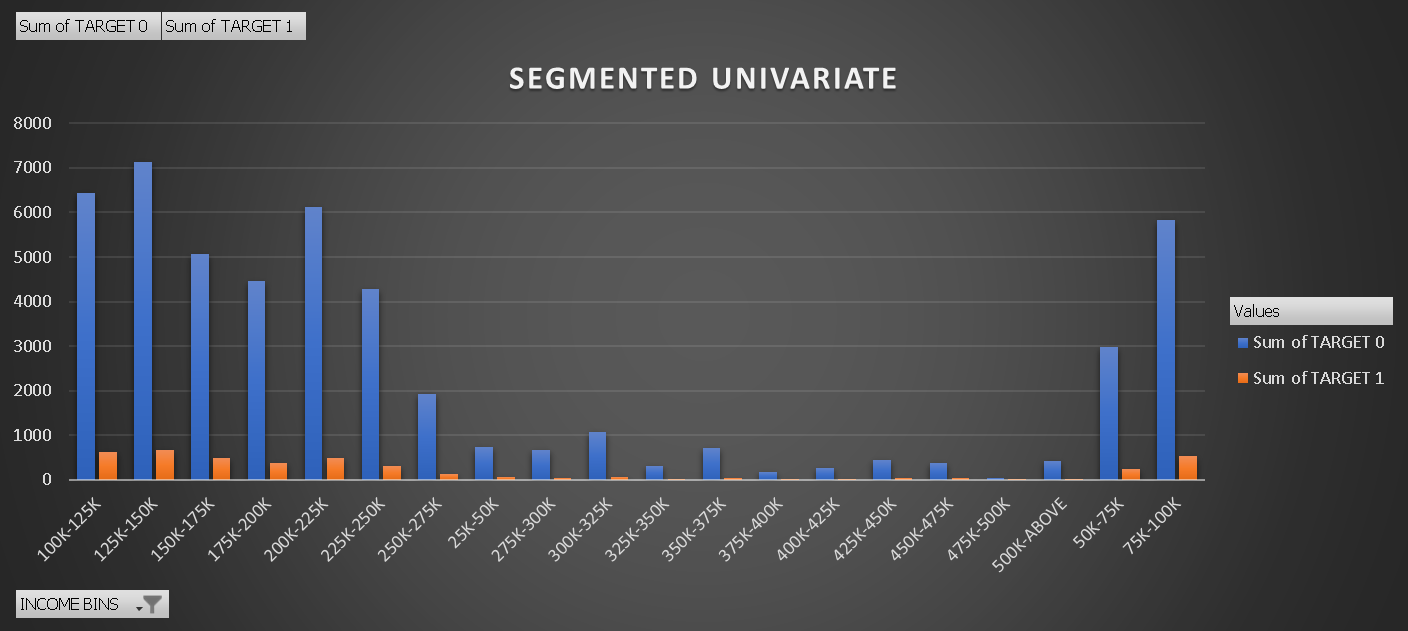 Sum of TARGET 0 Sum of TARGET 1
SEGMENTED UNIVARIATE
8000
7000
6000
5000
4000
3000
2000
1000
0
100K-125K
125K-150K
150K-175K
175K-200K
200K-225K
225K-250K
250K-275K
25K-50K
275K-300K
300K-325K
325K-350K
350K-375K
375K-400K
400K-425K
425K-450K
450K-475K
475K-500K
500K-ABOVE
50K-75K
75K-100K
Values
Sum of TARGET 0
Sum of TARGET 1
INCOME BINS